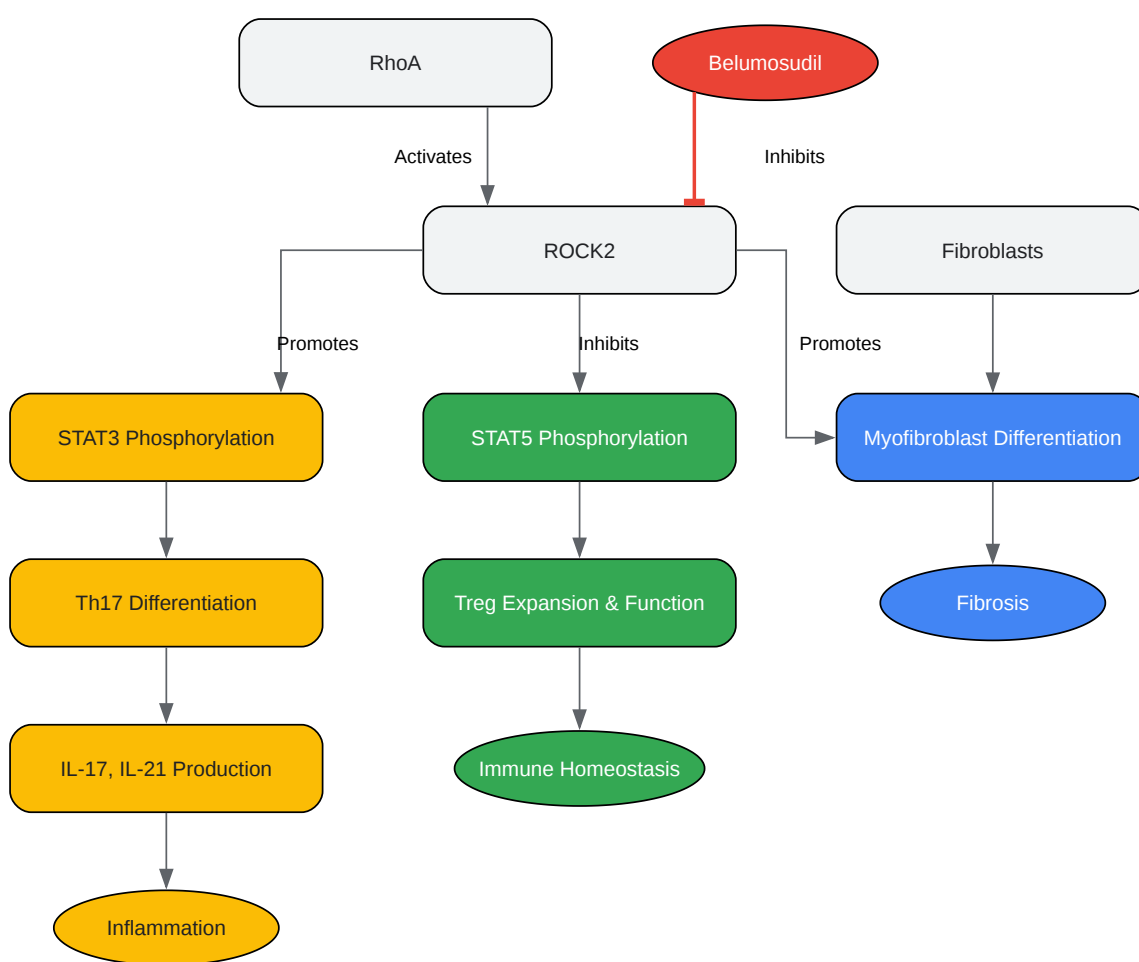 RhoA
Belumosudil
Activates
Inhibits
ROCK2
Fibroblasts
Promotes
Inhibits
Promotes
STAT3 Phosphorylation
STAT5 Phosphorylation
Myofibroblast Differentiation
Th17 Differentiation
Treg Expansion & Function
Fibrosis
IL-17, IL-21 Production
Immune Homeostasis
Inflammation